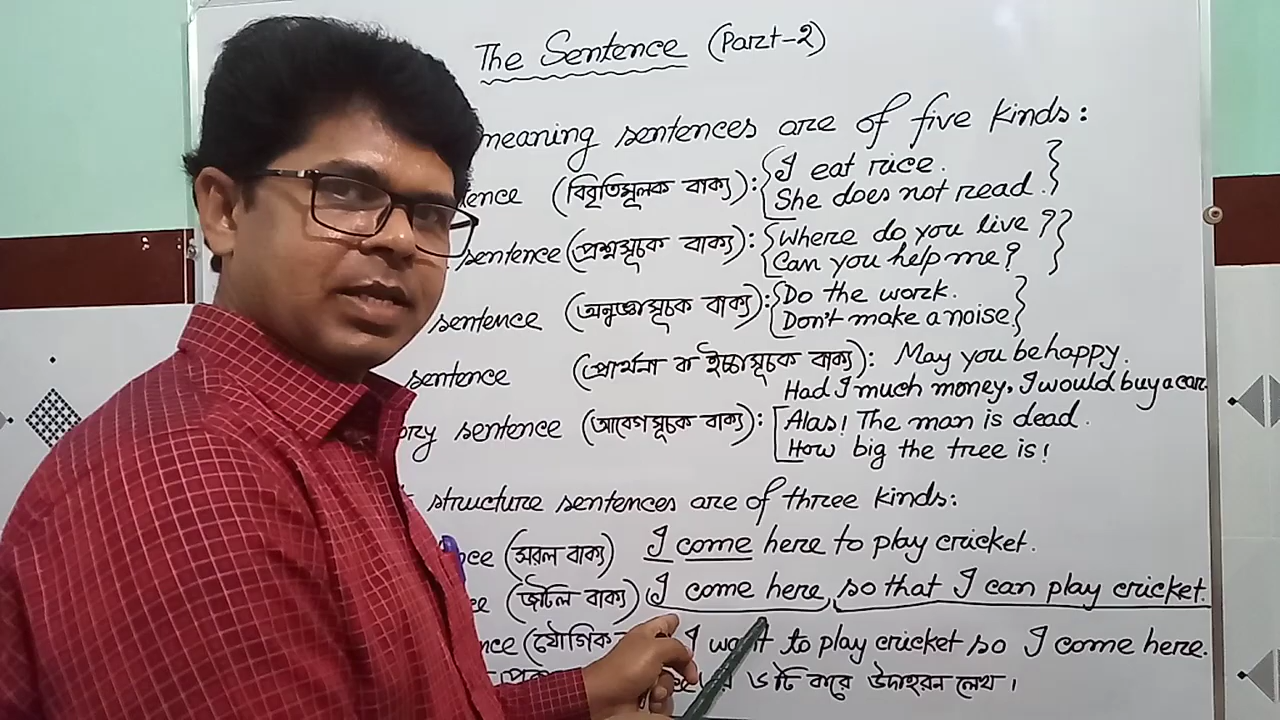 The Sentence (Part-2)
meaning sentences are of five kinds:
(বিবৃতিমূলক বাক্য): I eat rice.
She does not read.
sentence (প্রশ্নসূচক বাক্য): Where do you live?
Can you help me?
sentence (অনুজ্ঞাসূচক বাক্য): Do the work.
Don't make a noise.
sentence (প্রার্থনা বা ইচ্ছাসূচক বাক্য): May you be happy.
Had I much money, I would buy a car.
sentence (আবেগসূচক বাক্য): Alas! The man is dead.
How big the tree is!
structure sentences are of three kinds:
(সরল বাক্য) I come here to play cricket.
(জটিল বাক্য) I come here, so that I can play cricket.
(যৌগিক I want to play cricket so I come here.
৬টি করে উদাহরন লেখ।